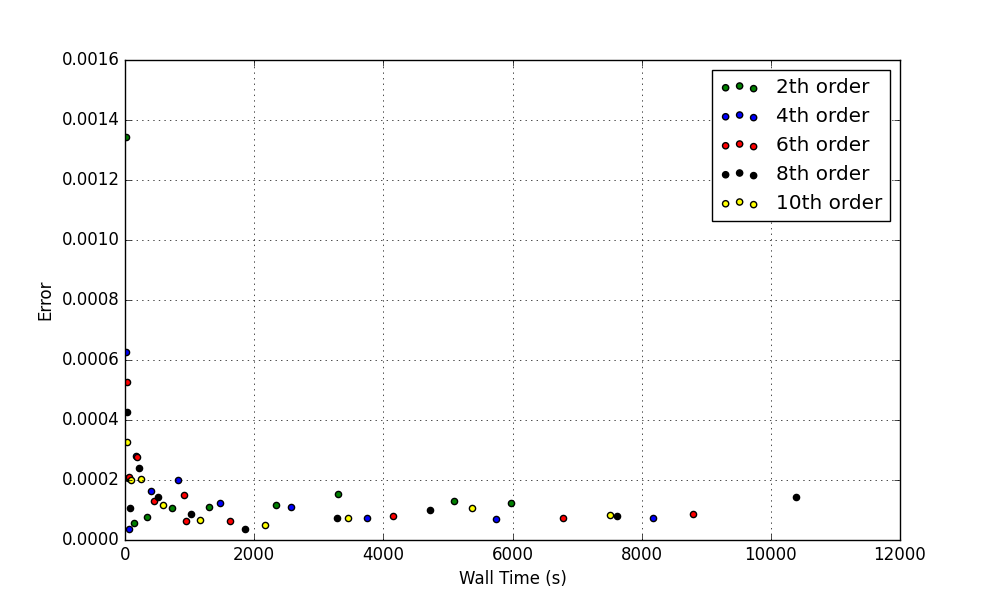 0.0016
0.0014
0.0012
0.0010
0.0008
0.0006
0.0004
0.0002
0.0000
Error
0 2000 4000 6000 8000 10000 12000
Wall Time (s)
2th order
4th order
6th order
8th order
10th order